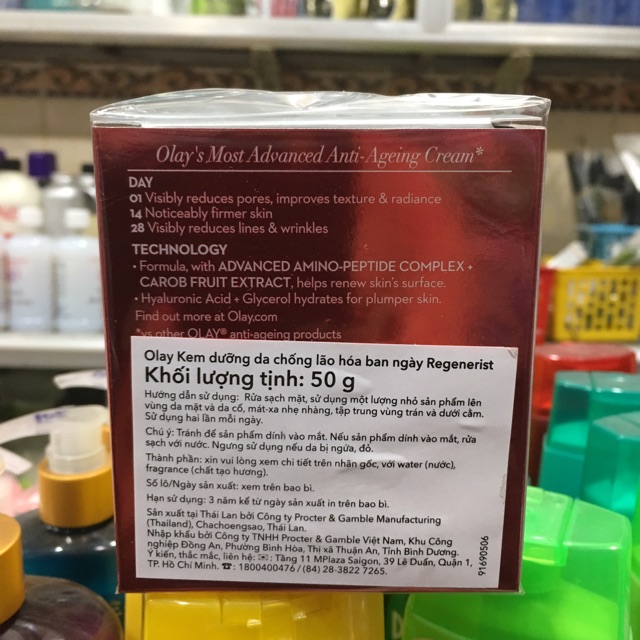 Olay's Most Advanced Anti-Ageing Cream*
DAY
01 Visibly reduces pores, improves texture & radiance
14 Noticeably firmer skin
28 Visibly reduces lines & wrinkles
TECHNOLOGY
• Formula, with ADVANCED AMINO-PEPTIDE COMPLEX +
CAROB FRUIT EXTRACT, helps renew skin's surface.
• Hyaluronic Acid + Glycerol hydrates for plumper skin.
Find out more at Olay.com
*vs other OLAY® anti-ageing products
Olay Kem dưỡng da chống lão hóa ban ngày Regenerist
Khối lượng tịnh: 50 g
Hướng dẫn sử dụng: Rửa sạch mặt, sử dụng một lượng nhỏ sản phẩm lên
vùng da mặt và da cổ, mát-xa nhẹ nhàng, tập trung vùng trán và dưới cằm.
Sử dụng hai lần mỗi ngày.
Chú ý: Tránh để sản phẩm dính vào mắt. Nếu sản phẩm dính vào mắt, rửa
sạch với nước. Ngưng sử dụng nếu da bị ngứa, đỏ.
Thành phần: xin vui lòng xem chi tiết trên nhãn gốc, với water (nước),
fragrance (chất tạo hương).
Số lô/Ngày sản xuất: xem trên bao bì.
Hạn sử dụng: 3 năm kể từ ngày sản xuất in trên bao bì.
Sản xuất tại Thái Lan bởi Công ty Procter & Gamble Manufacturing
(Thailand), Chachoengsao, Thái Lan.
Nhập khẩu bởi Công ty TNHH Procter & Gamble Việt Nam, Khu Công
nghiệp Đồng An, Phường Bình Hòa, Thị xã Thuận An, Tỉnh Bình Dương.
Ý kiến, thắc mắc, liên hệ: ✉: Tầng 11 MPlaza Saigon, 39 Lê Duẩn, Quận 1,
TP. Hồ Chí Minh. ☎: 1800400476 / (84) 28-3822 7265.
91690506